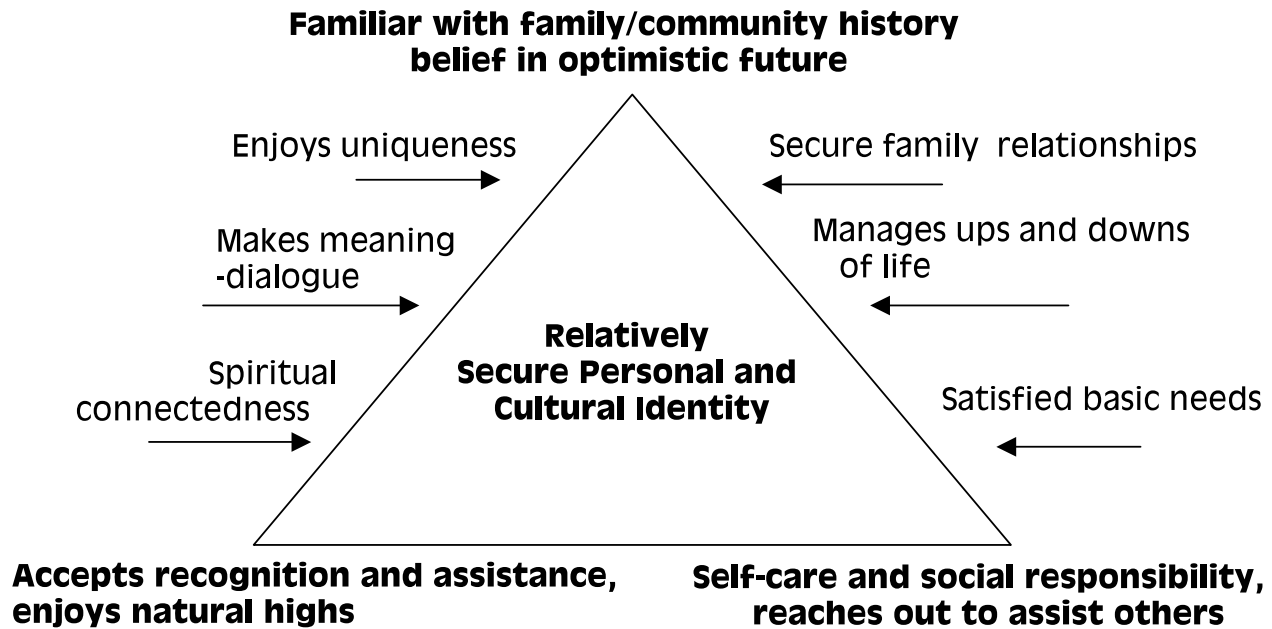 Familiar with family/community history
belief in optimistic future
Enjoys uniqueness
Secure family relationships
Makes meaning
-dialogue
Manages ups and downs
of life
Relatively
Secure Personal and
Cultural Identity
Spiritual
connectedness
Satisfied basic needs
Accepts recognition and assistance,
enjoys natural highs
Self-care and social responsibility,
reaches out to assist others